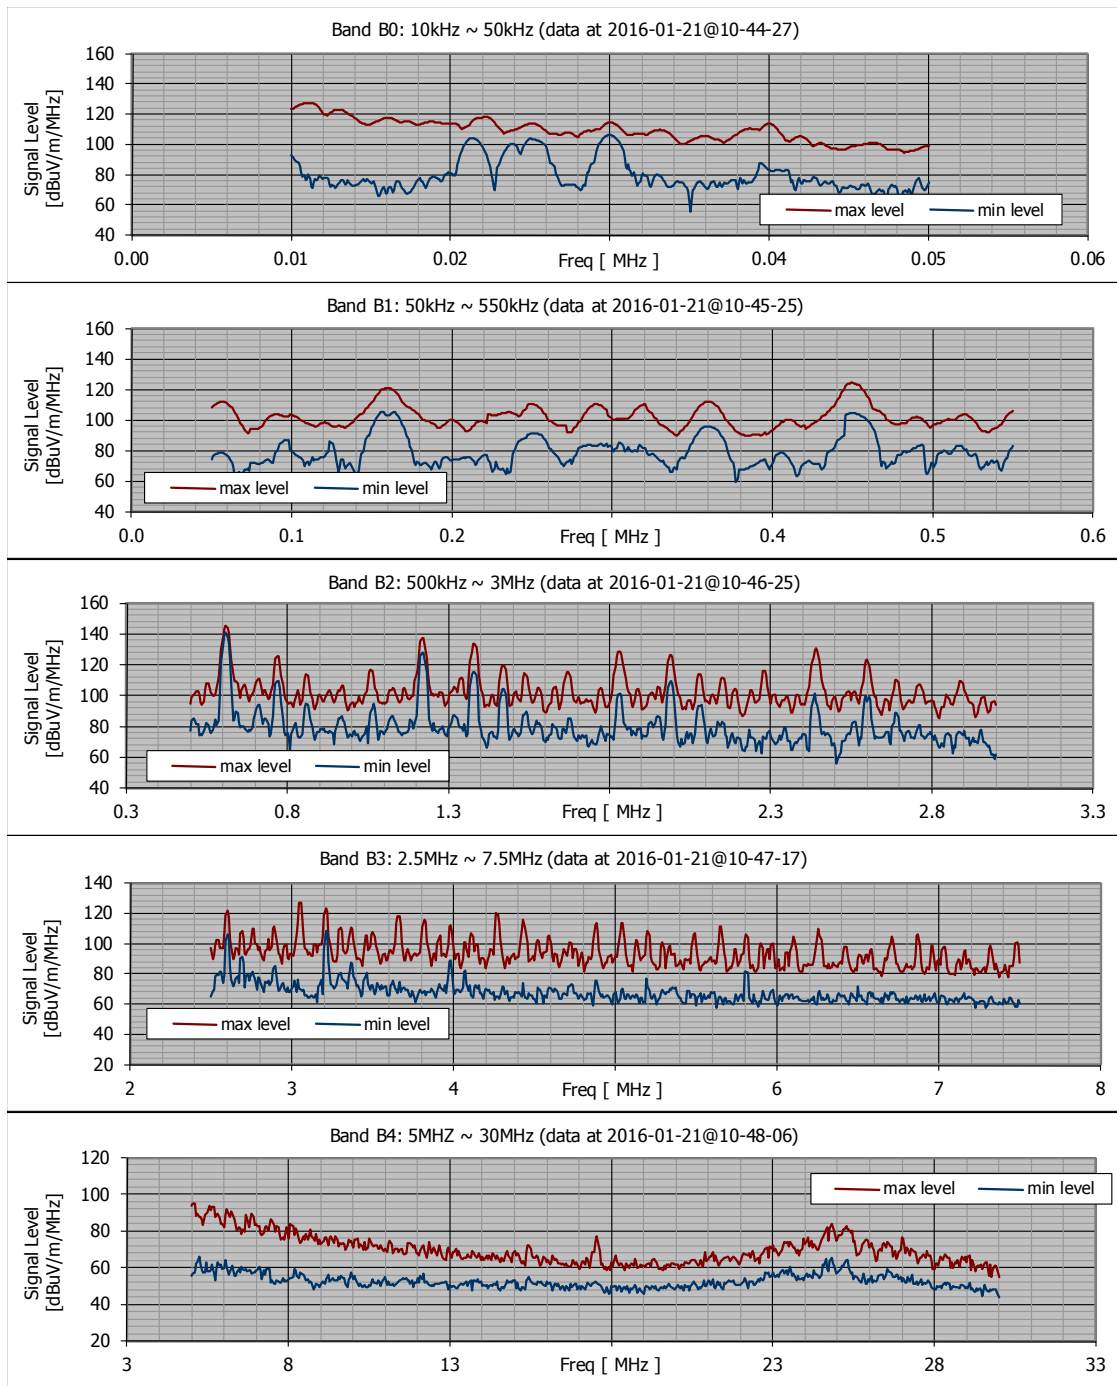 Band B0: 10kHz ~ 50kHz (data at 2016-01-21@10-44-27)
Signal Level
[dBuV/m/MHz]
160
140
120
100
80
60
40
max level min level
0.00 0.01 0.02 Freq [ MHz ] 0.04 0.05 0.06
Band B1: 50kHz ~ 550kHz (data at 2016-01-21@10-45-25)
Signal Level
[dBuV/m/MHz]
160
140
120
100
80
60
40
max level min level
0.0 0.1 0.2 Freq [ MHz ] 0.4 0.5 0.6
Band B2: 500kHz ~ 3MHz (data at 2016-01-21@10-46-25)
Signal Level
[dBuV/m/MHz]
160
140
120
100
80
60
40
max level min level
0.3 0.8 1.3 Freq [ MHz ] 2.3 2.8 3.3
Band B3: 2.5MHz ~ 7.5MHz (data at 2016-01-21@10-47-17)
Signal Level
[dBuV/m/MHz]
140
120
100
80
60
40
20
max level min level
2 3 4 Freq [ MHz ] 6 7 8
Band B4: 5MHZ ~ 30MHz (data at 2016-01-21@10-48-06)
Signal Level
[dBuV/m/MHz]
120
100
80
60
40
20
max level min level
3 8 13 Freq [ MHz ] 23 28 33